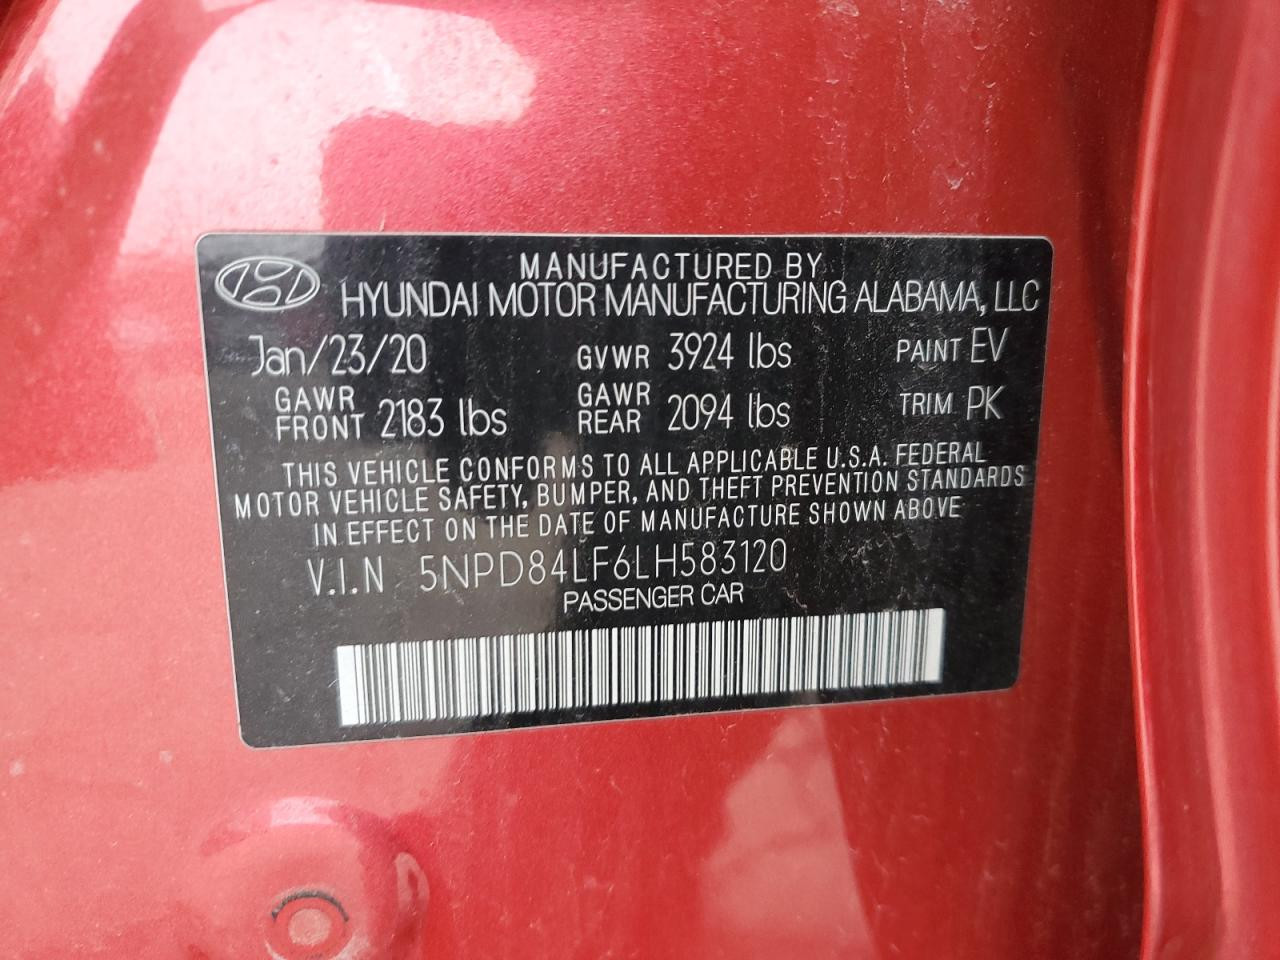 MANUFACTURED BY
HYUNDAI MOTOR MANUFACTURING ALABAMA, LLC
Jan/23/20 GVWR 3924 lbs PAINT EV
GAWR FRONT 2183 lbs GAWR REAR 2094 lbs TRIM PK
THIS VEHICLE CONFORMS TO ALL APPLICABLE U.S.A. FEDERAL
MOTOR VEHICLE SAFETY, BUMPER, AND THEFT PREVENTION STANDARDS
IN EFFECT ON THE DATE OF MANUFACTURE SHOWN ABOVE
V.I.N 5NPD84LF6LH583120
PASSENGER CAR